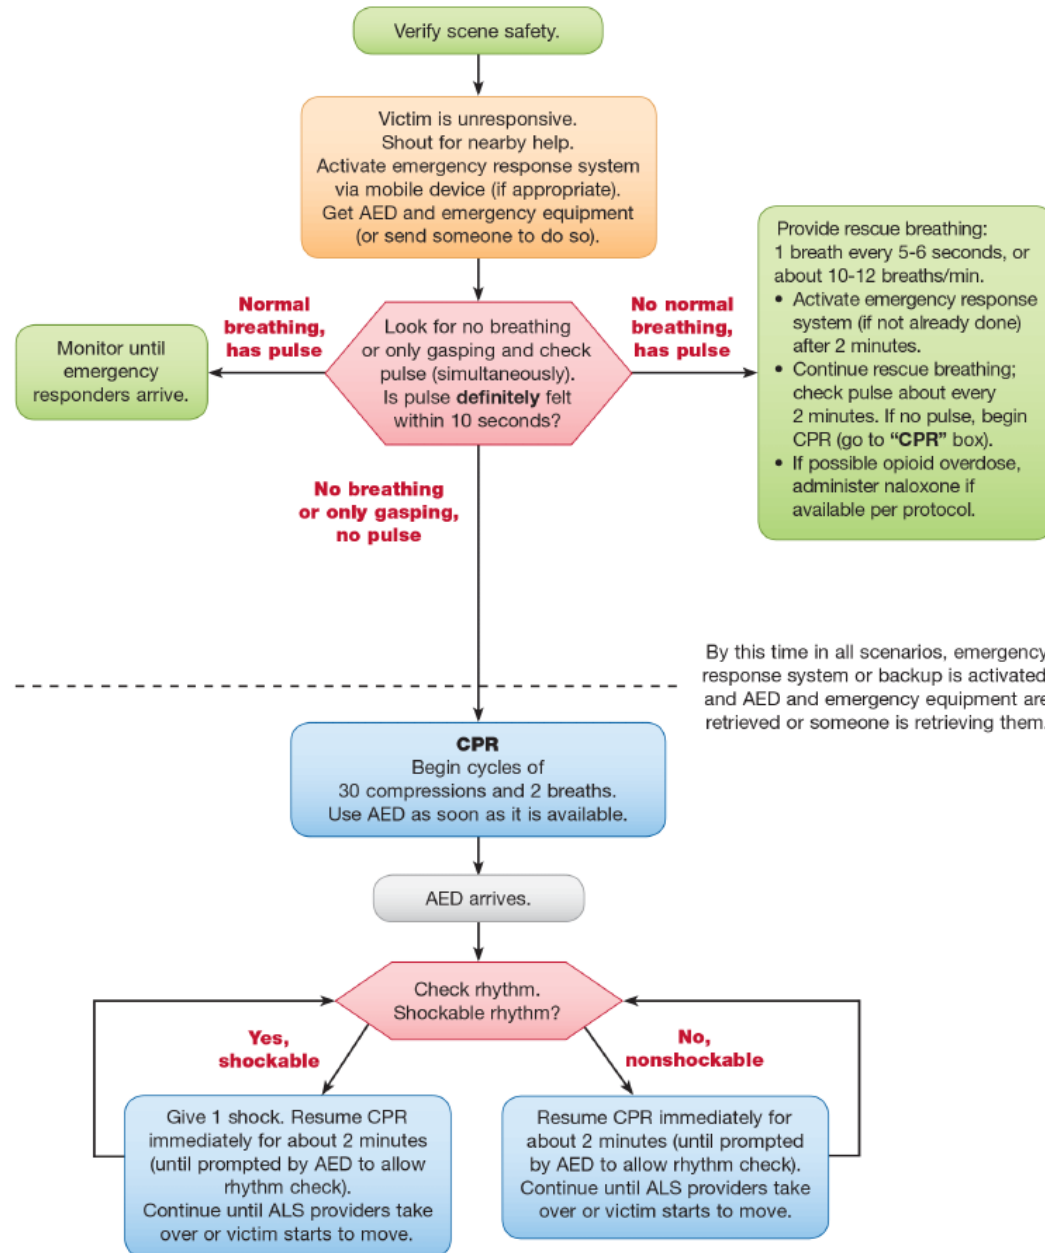 Verify scene safety.
Victim is unresponsive.
Shout for nearby help.
Activate emergency response system
via mobile device (if appropriate).
Get AED and emergency equipment
(or send someone to do so).
Normal
breathing,
has pulse
Look for no breathing
or only gasping and check
pulse (simultaneously).
Is pulse definitely felt
within 10 seconds?
No normal
breathing,
has pulse
Monitor until
emergency
responders arrive.
Provide rescue breathing:
1 breath every 5-6 seconds, or
about 10-12 breaths/min.
• Activate emergency response
system (if not already done)
after 2 minutes.
• Continue rescue breathing;
check pulse about every
2 minutes. If no pulse, begin
CPR (go to “CPR” box).
• If possible opioid overdose,
administer naloxone if
available per protocol.
No breathing
or only gasping,
no pulse
By this time in all scenarios, emergency
response system or backup is activated
and AED and emergency equipment are
retrieved or someone is retrieving them.
CPR
Begin cycles of
30 compressions and 2 breaths.
Use AED as soon as it is available.
AED arrives.
Check rhythm.
Shockable rhythm?
Yes,
shockable
No,
nonshockable
Give 1 shock. Resume CPR
immediately for about 2 minutes
(until prompted by AED to allow
rhythm check).
Continue until ALS providers take
over or victim starts to move.
Resume CPR immediately for
about 2 minutes (until prompted
by AED to allow rhythm check).
Continue until ALS providers take
over or victim starts to move.